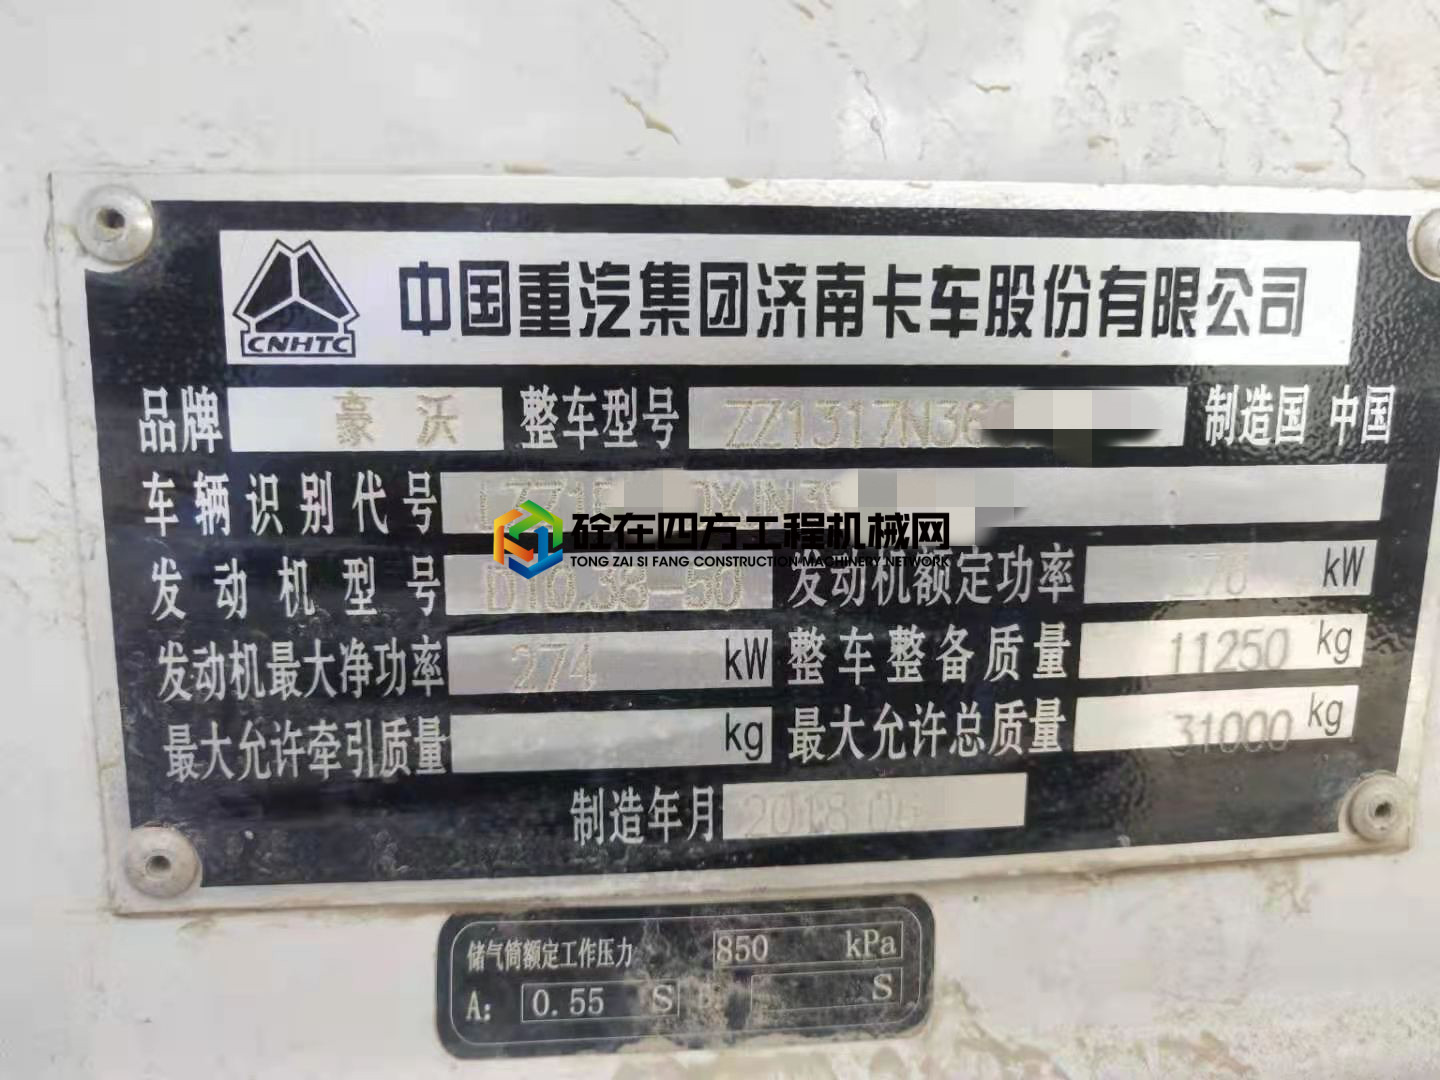 CNHTC 中国重汽集团济南卡车股份有限公司
品牌 豪沃 整车型号 ZZ1317N36 制造国 中国
车辆识别代号
砼在四方工程机械网
TONG ZAI SI FANG CONSTRUCTION MACHINERY NETWORK
发动机型号 D10.38-50 发动机额定功率 kW
发动机最大净功率 274 kW 整车整备质量 11250 kg
最大允许牵引质量 kg 最大允许总质量 31000 kg
制造年月 2018
储气筒额定工作压力 850 kPa
A: 0.55 S B: S